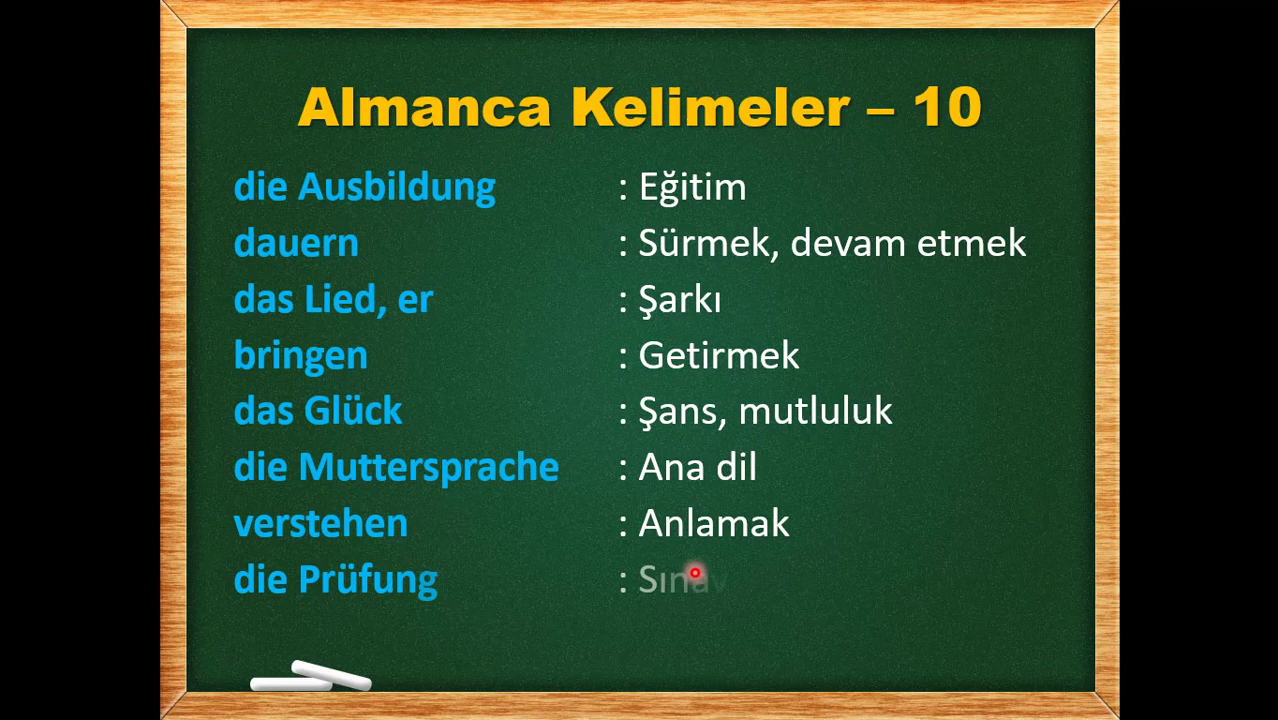 Almanca Kelimeler – 10
die Ausbildung : Eğitim
dauern : Sürmek, devam etmek
das Lied, er : Şarkı
bringen : Getirmek
das Glück : Şans, mutluluk
die Muttersprache : Ana dil
verstehen : Anlamak
die Prüfung : Sınav